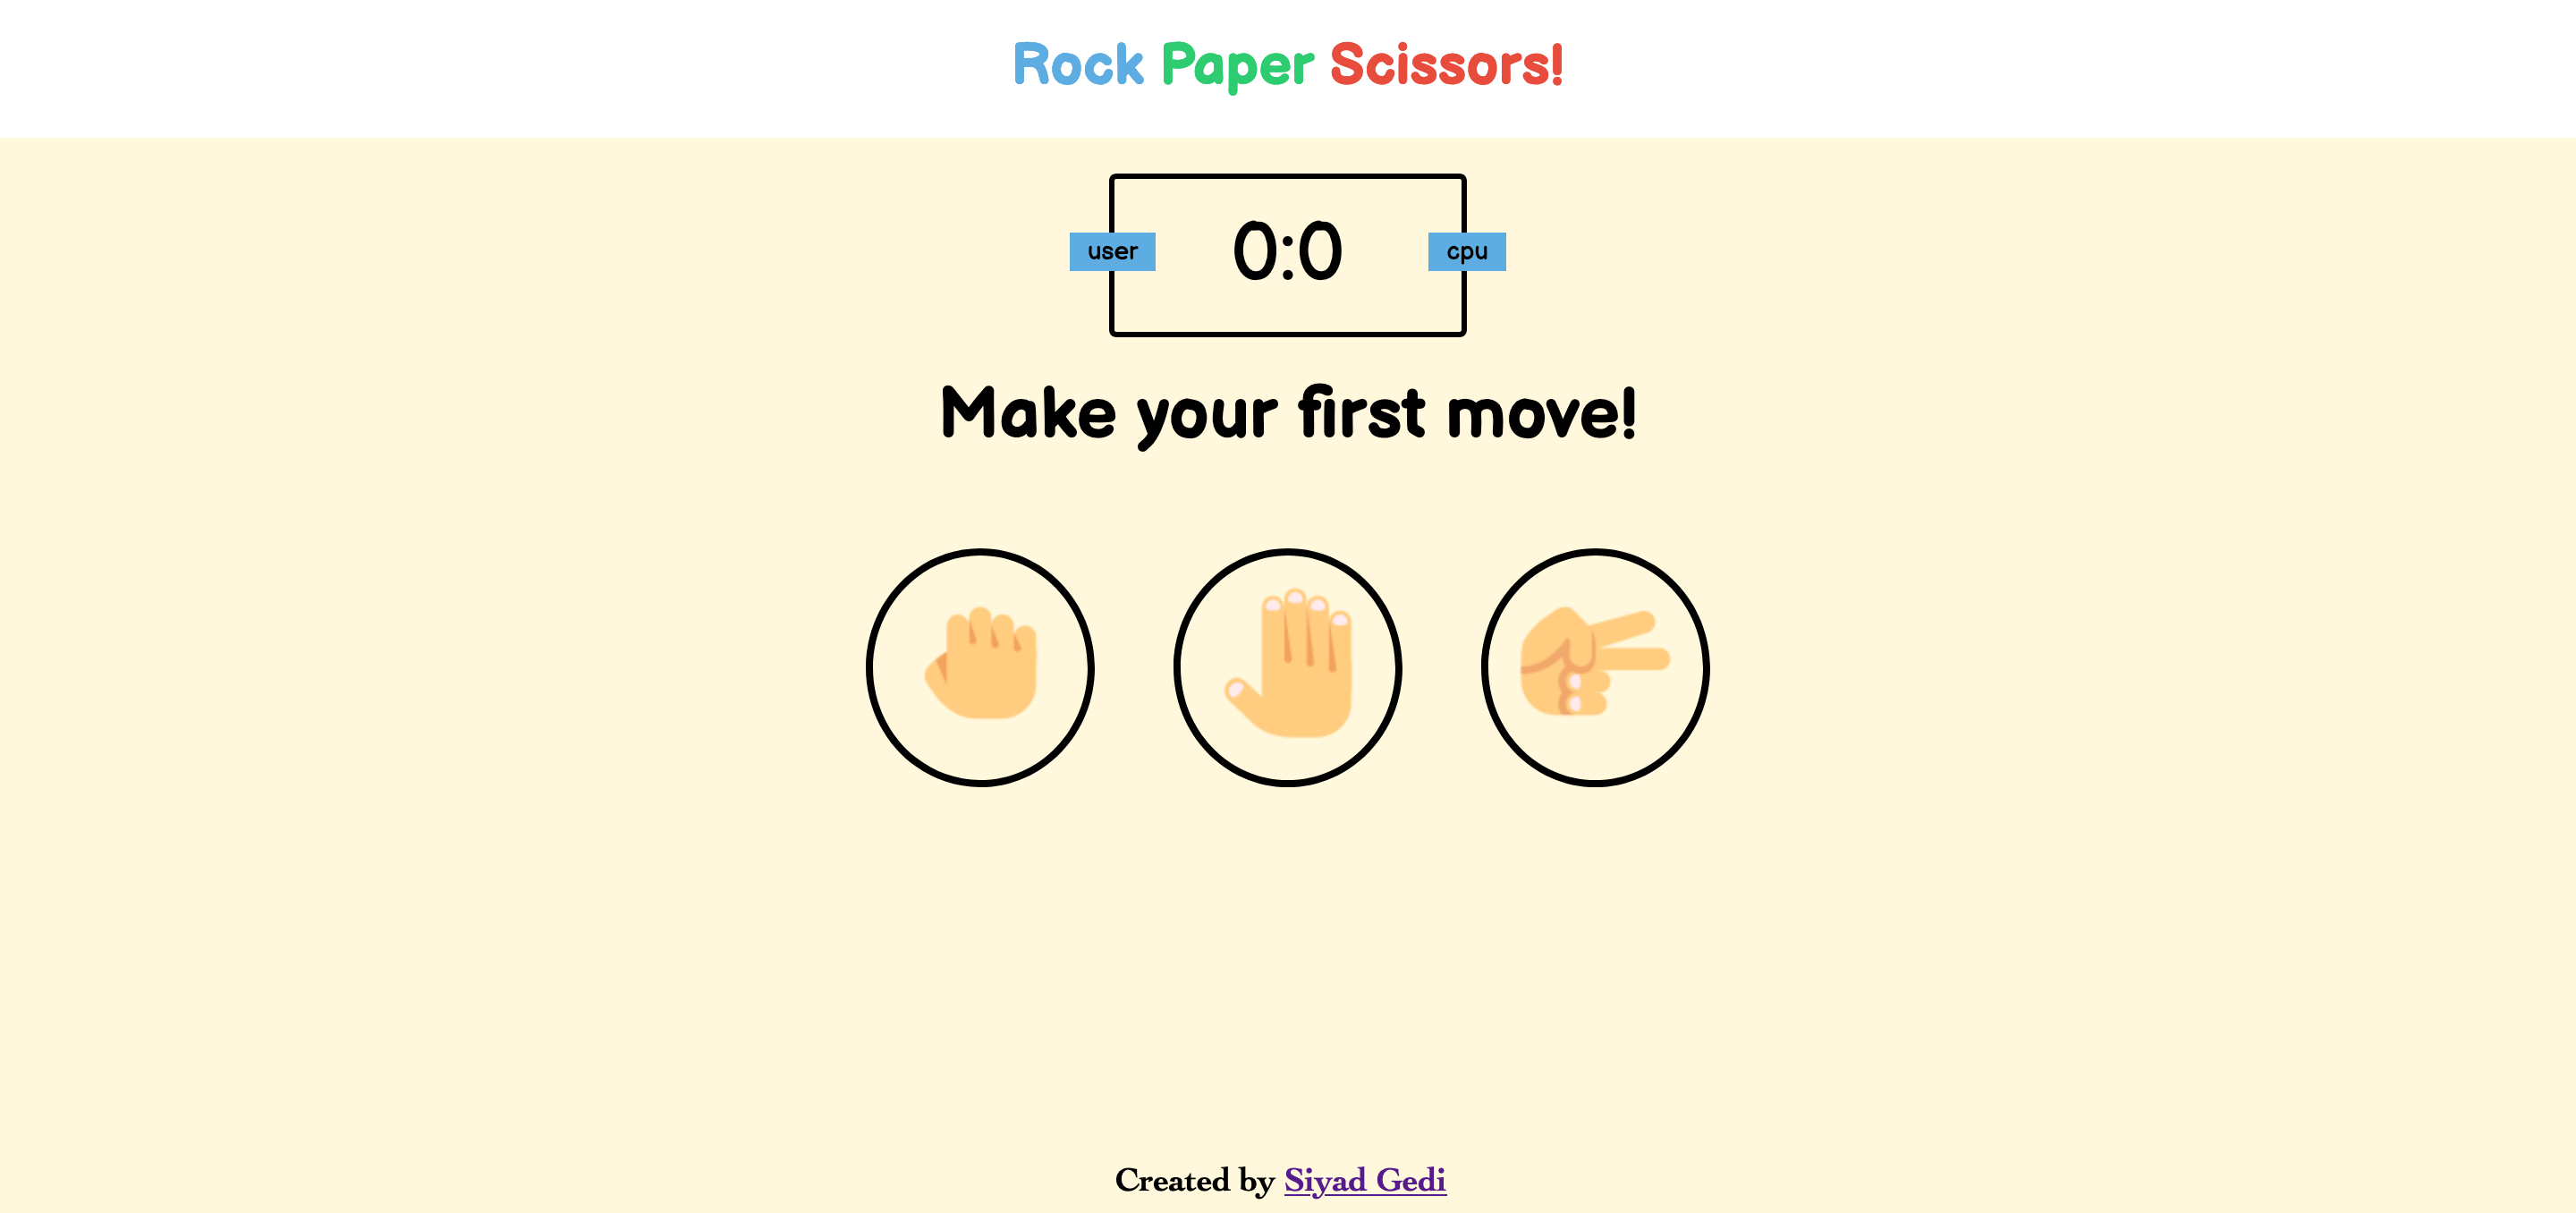 Rock Paper Scissors!
user 0:0 cpu
Make your first move!
Created by Siyad Gedi